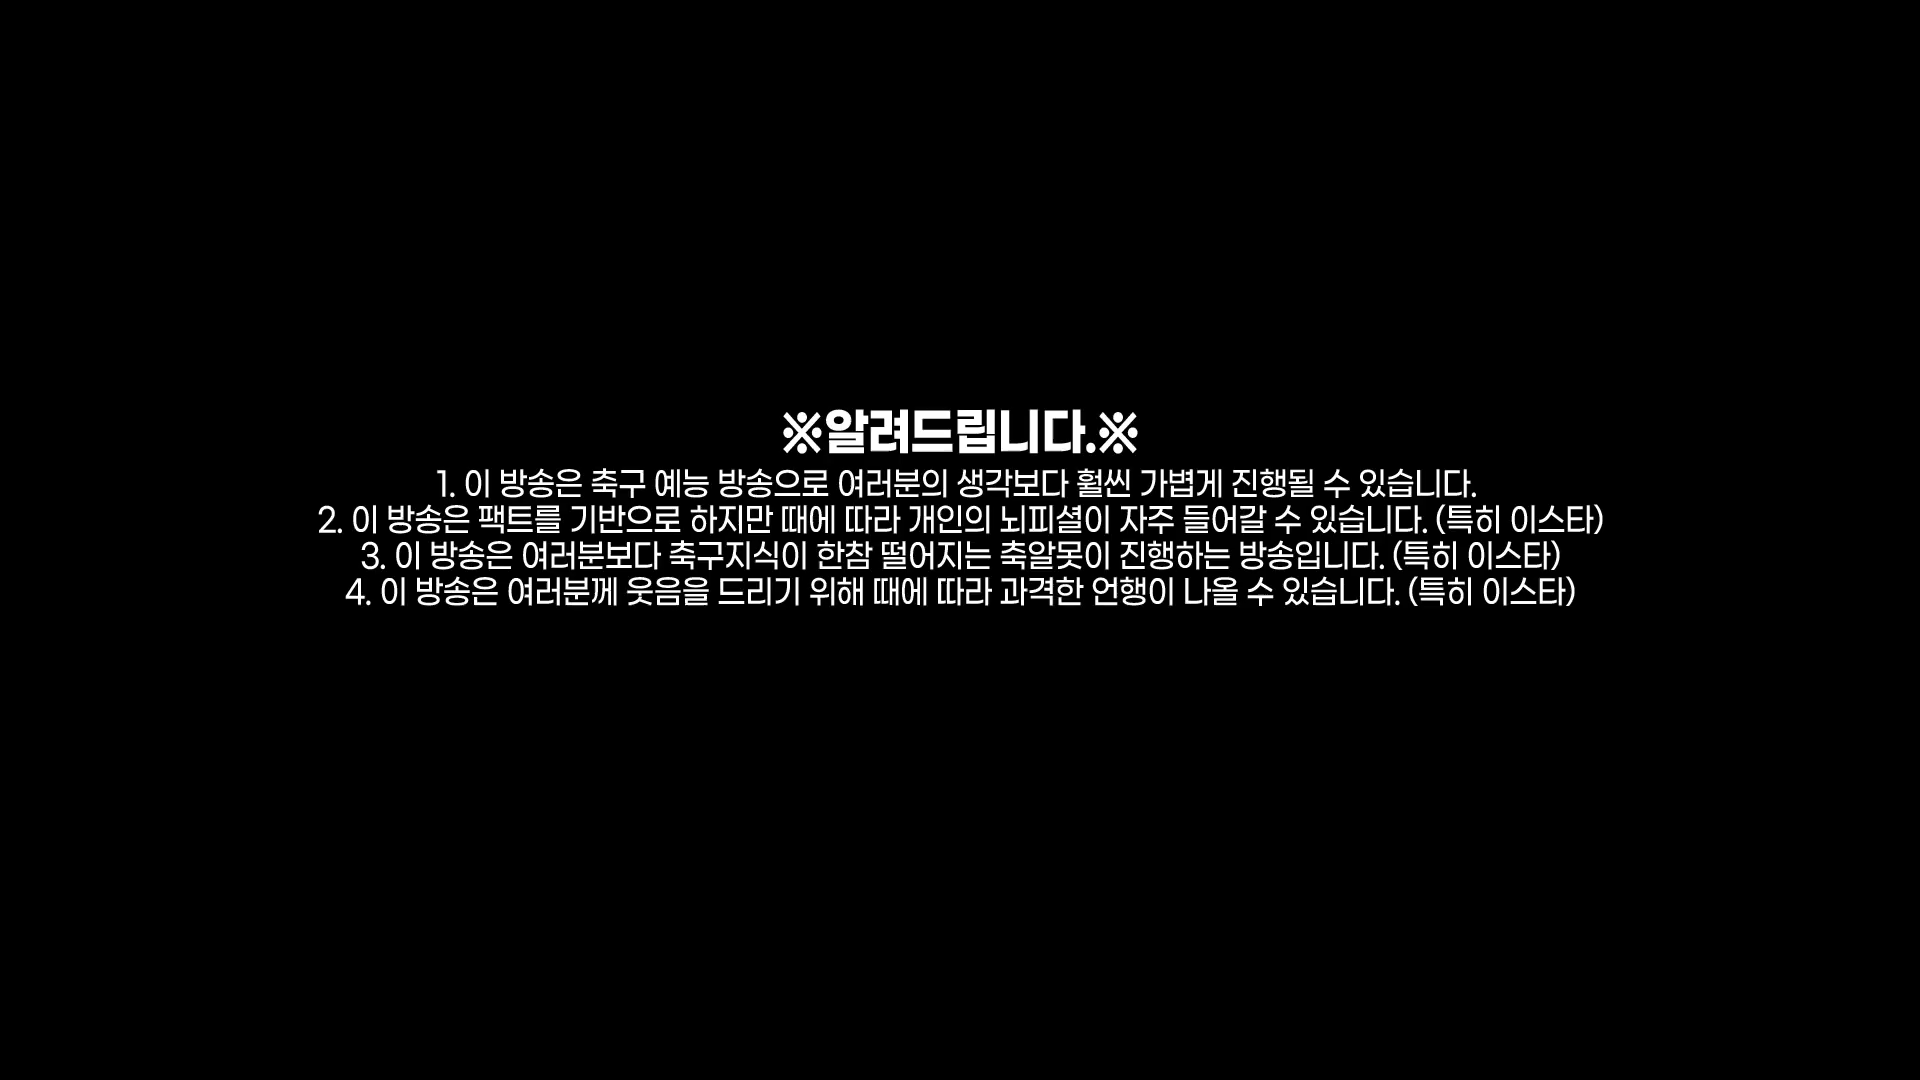 ※알려드립니다.※
1. 이 방송은 축구 예능 방송으로 여러분의 생각보다 훨씬 가볍게 진행될 수 있습니다.
2. 이 방송은 팩트를 기반으로 하지만 때에 따라 개인의 뇌피셜이 자주 들어갈 수 있습니다. (특히 이스타)
3. 이 방송은 여러분보다 축구지식이 한참 떨어지는 축알못이 진행하는 방송입니다. (특히 이스타)
4. 이 방송은 여러분께 웃음을 드리기 위해 때에 따라 과격한 언행이 나올 수 있습니다. (특히 이스타)